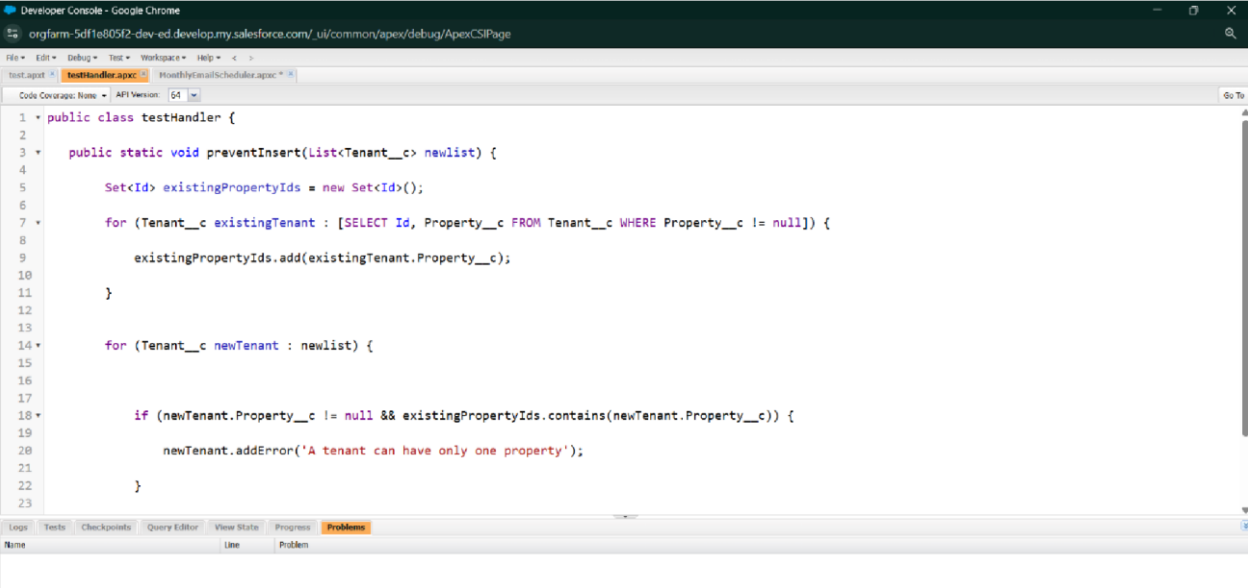 Developer Console - Google Chrome
orgfarm-5df1e805f2-dev-ed.develop.my.salesforce.com/_ui/common/apex/debug/ApexCSIPage
File Edit Debug Test Workspace Help < >
test.apxt testHandler.apxc MonthlyEmailScheduler.apxc *
Code Coverage: None API Version: 64 Go To
1 public class testHandler {
2
3 public static void preventInsert(List<Tenant__c> newlist) {
4
5 Set<Id> existingPropertyIds = new Set<Id>();
6
7 for (Tenant__c existingTenant : [SELECT Id, Property__c FROM Tenant__c WHERE Property__c != null]) {
8
9 existingPropertyIds.add(existingTenant.Property__c);
10
11 }
12
13
14 for (Tenant__c newTenant : newlist) {
15
16
17
18 if (newTenant.Property__c != null && existingPropertyIds.contains(newTenant.Property__c)) {
19
20 newTenant.addError('A tenant can have only one property');
21
22 }
23
Logs Tests Checkpoints Query Editor View State Progress Problems
Name Line Problem